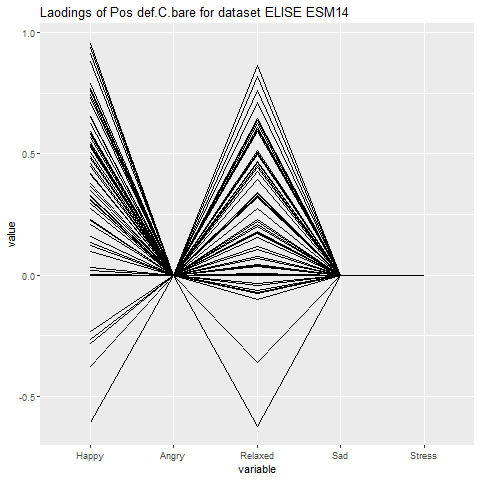 Laodings of Pos def.C.bare for dataset ELISE ESM14
1.0
0.5
0.0
-0.5
value
Happy Angry Relaxed Sad Stress
variable